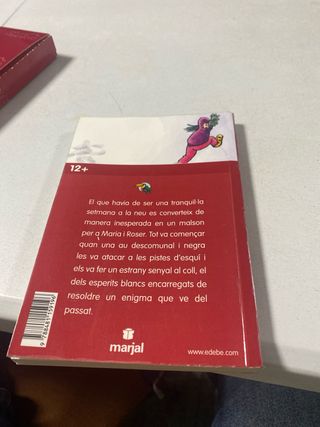 12+
El que havia de ser una tranquil·la
setmana a la neu es converteix de
manera inesperada en un malson
per a Maria i Roser. Tot va començar
quan una au descomunal i negra
les va atacar a les pistes d'esquí i
els va fer un estrany senyal al coll, el
dels esperits blancs encarregats de
resoldre un enigma que ve del
passat.
marjal
www.edebe.com